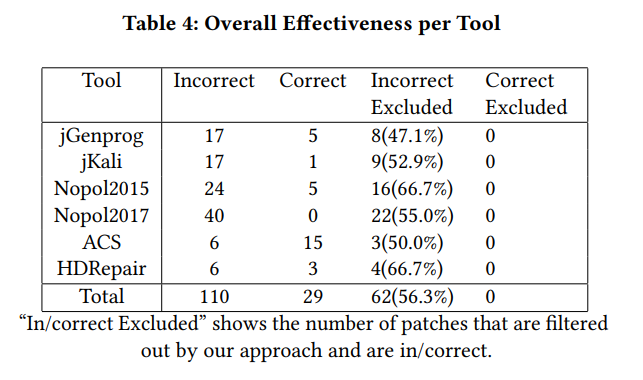 Table 4: Overall Effectiveness per Tool
Tool Incorrect Correct Incorrect Excluded Correct Excluded
jGenprog 17 5 8(47.1%) 0
jKali 17 1 9(52.9%) 0
Nopol2015 24 5 16(66.7%) 0
Nopol2017 40 0 22(55.0%) 0
ACS 6 15 3(50.0%) 0
HDRepair 6 3 4(66.7%) 0
Total 110 29 62(56.3%) 0
“In/correct Excluded” shows the number of patches that are filtered
out by our approach and are in/correct.